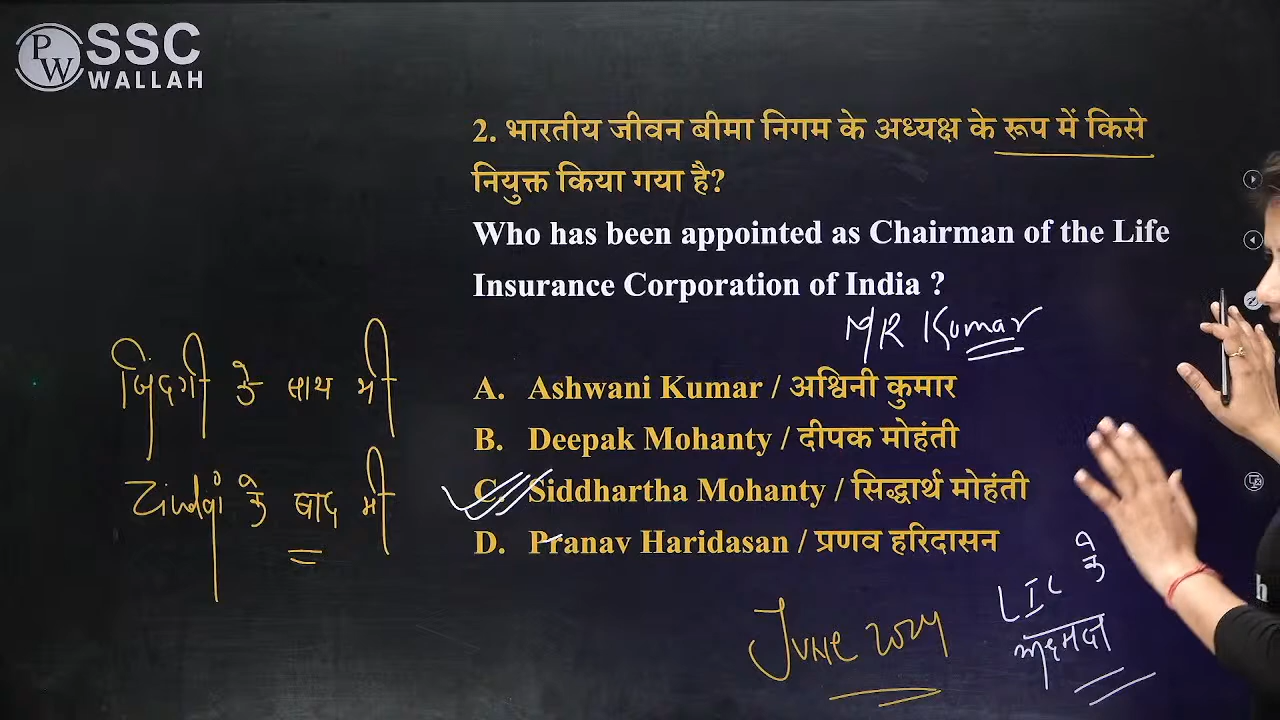 PW SSC
WALLAH
2. भारतीय जीवन बीमा निगम के अध्यक्ष के रूप में किसे
नियुक्त किया गया है?
Who has been appointed as Chairman of the Life
Insurance Corporation of India ?
MR Kumar
A. Ashwani Kumar / अश्विनी कुमार
B. Deepak Mohanty / दीपक मोहंती
C. Siddhartha Mohanty / सिद्धार्थ मोहंती
D. Pranav Haridasan / प्रणव हरिदासन
जिंदगी के साथ भी
के बाद भी
June 2024
LIC के